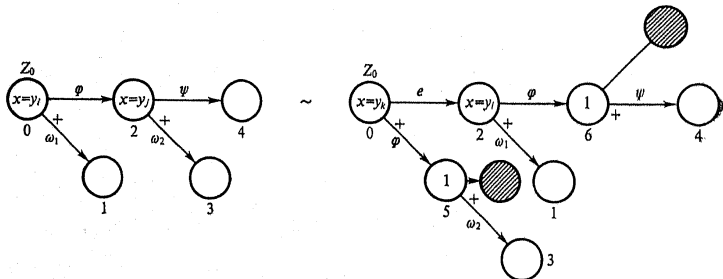 Z₀ Z₀
x=yᵢ φ x=yⱼ ψ ~ x=yₖ e x=yᵢ φ 1 ψ
0 + 2 + 4 0 + 2 + 6 + 4
ω₁ ω₂ φ ω₁
1 3 1 + 1
5 ω₂
3